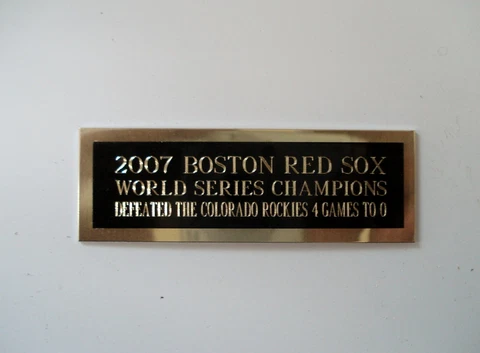 2007 BOSTON RED SOX
WORLD SERIES CHAMPIONS
DEFEATED THE COLORADO ROCKIES 4 GAMES TO 0